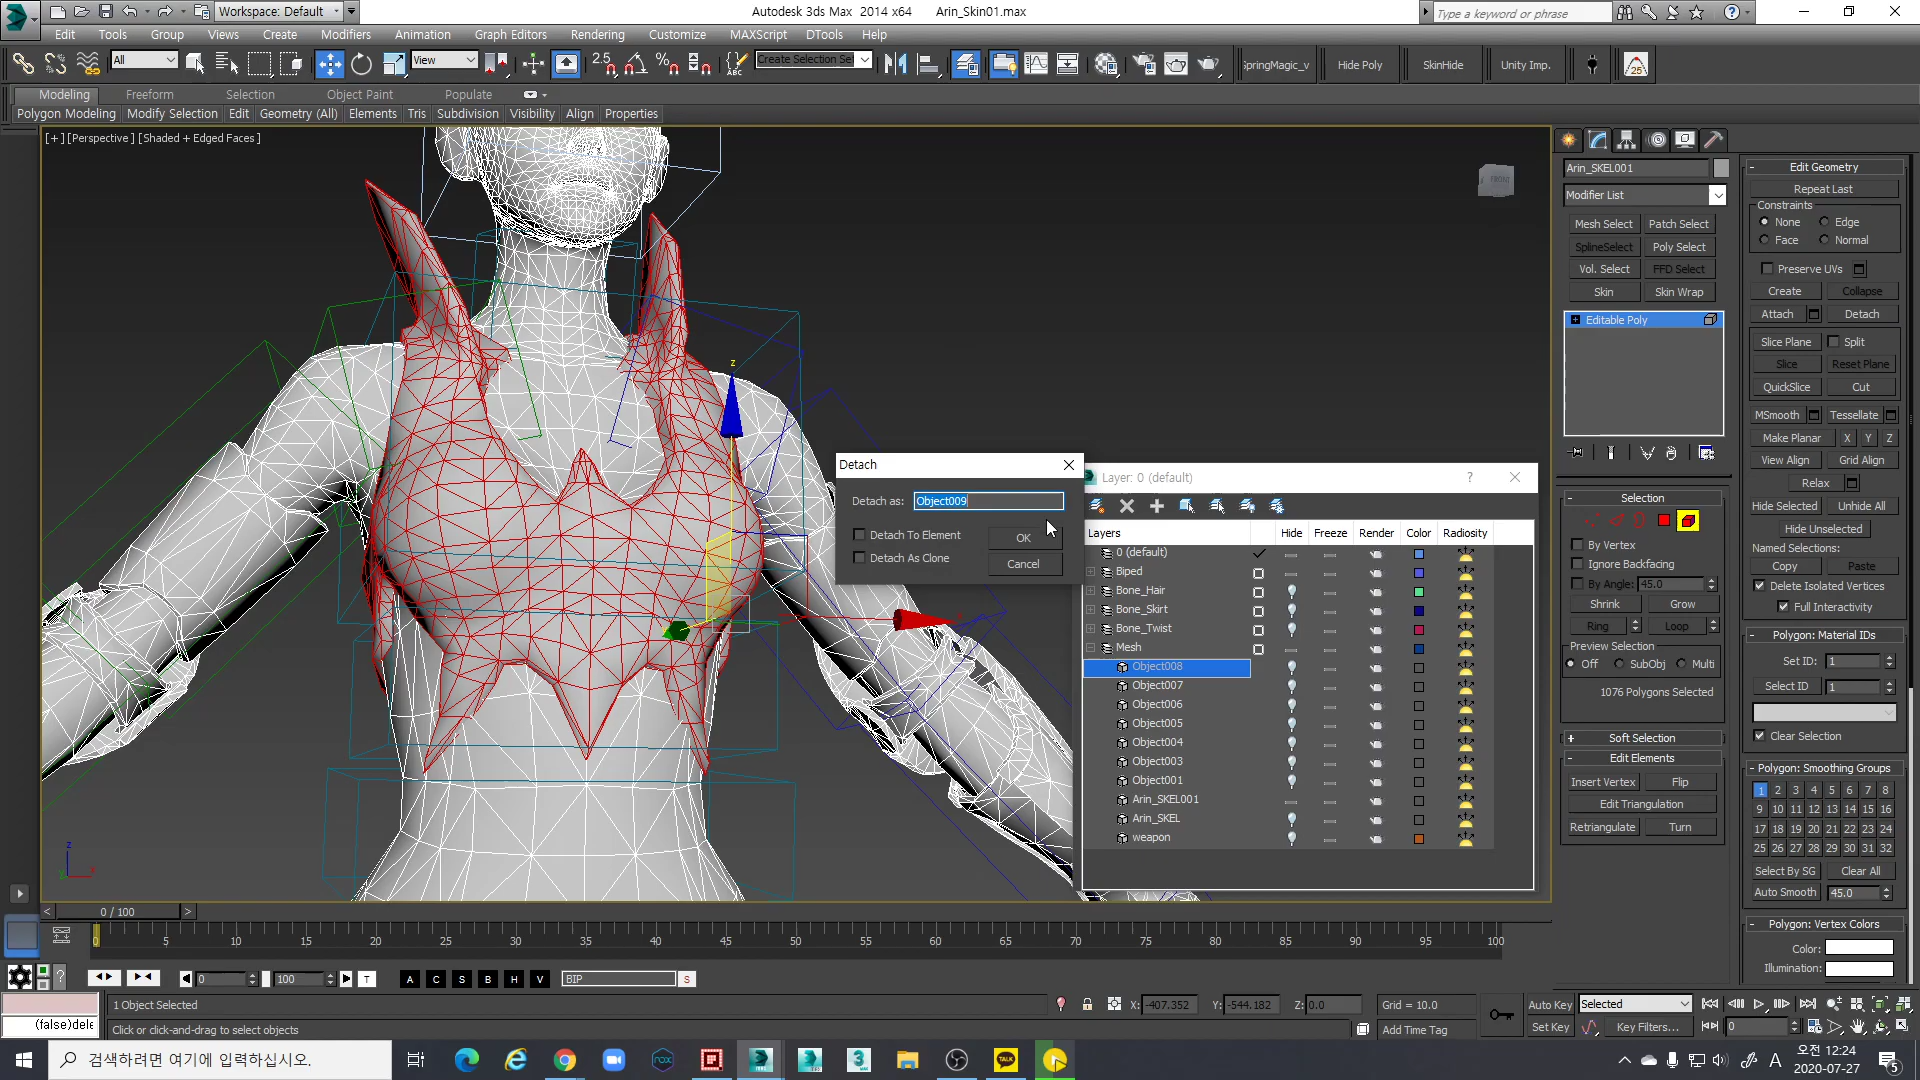 Workspace: Default
Autodesk 3ds Max 2014 x64 Arin_Skin01.max
Type a keyword or phrase
Edit Tools Group Views Create Modifiers Animation Graph Editors Rendering Customize MAXScript DTools Help
All View 2.5 Create Selection Se SpringMagic_v Hide Poly SkinHide Unity Imp. 25
Modeling Freeform Selection Object Paint Populate
Polygon Modeling Modify Selection Edit Geometry (All) Elements Tris Subdivision Visibility Align Properties
[+] [Perspective] [Shaded + Edged Faces]
FRONT
Arin_SKEL001
Modifier List
Mesh Select Patch Select
SplineSelect Poly Select
Vol. Select FFD Select
Skin Skin Wrap
Editable Poly
Selection
By Vertex
Ignore Backfacing
By Angle: 45.0
Shrink Grow
Ring Loop
Preview Selection
Off SubObj Multi
1076 Polygons Selected
Soft Selection
Edit Elements
Insert Vertex Flip
Edit Triangulation
Retriangulate Turn
Edit Geometry
Repeat Last
Constraints
None Edge
Face Normal
Preserve UVs
Create Collapse
Attach Detach
Slice Plane Split
Slice Reset Plane
QuickSlice Cut
MSmooth Tessellate
Make Planar X Y Z
View Align Grid Align
Relax
Hide Selected Unhide All
Hide Unselected
Named Selections:
Copy Paste
Delete Isolated Vertices
Full Interactivity
Polygon: Material IDs
Set ID: 1
Select ID 1
Clear Selection
Polygon: Smoothing Groups
1 2 3 4 5 6 7 8
9 10 11 12 13 14 15 16
17 18 19 20 21 22 23 24
25 26 27 28 29 30 31 32
Select By SG Clear All
Auto Smooth 45.0
Polygon: Vertex Colors
Color:
Illumination:
Detach
Detach as: Object009
Detach To Element
Detach As Clone
OK
Cancel
Layer: 0 (default)
Layers Hide Freeze Render Color Radiosity
0 (default)
Biped
Bone_Hair
Bone_Skirt
Bone_Twist
Mesh
Object008
Object007
Object006
Object005
Object004
Object003
Object001
Arin_SKEL001
Arin_SKEL
weapon
z
z
x
0 / 100
0 5 10 15 20 25 30 35 40 45 50 55 60 65 70 75 80 85 90 95 100
0 100 T A C S B H V BIP S
1 Object Selected X: -407.352 Y: -544.182 Z: 0.0 Grid = 10.0 Auto Key Selected
(false)dele Click or click-and-drag to select objects Add Time Tag Set Key Key Filters... 0
검색하려면 여기에 입력하십시오.
TALK
A 오전 12:24
2020-07-27
5